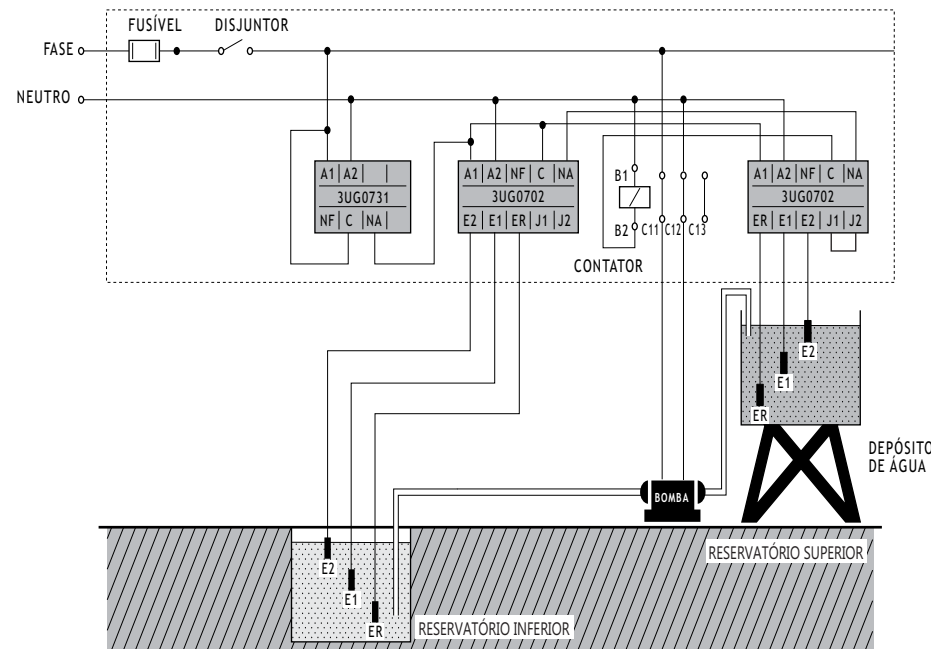 FUSÍVEL DISJUNTOR
FASE
NEUTRO
A1 A2
3UG0731
NF C NA
A1 A2 NF C NA
3UG0702
E2 E1 ER J1 J2
B1
B2 C11 C12 C13
CONTATOR
A1 A2 NF C NA
3UG0702
ER E1 E2 J1 J2
E2
E1
ER
DEPÓSITO
DE ÁGUA
BOMBA
RESERVATÓRIO SUPERIOR
E2
E1
ER
RESERVATÓRIO INFERIOR